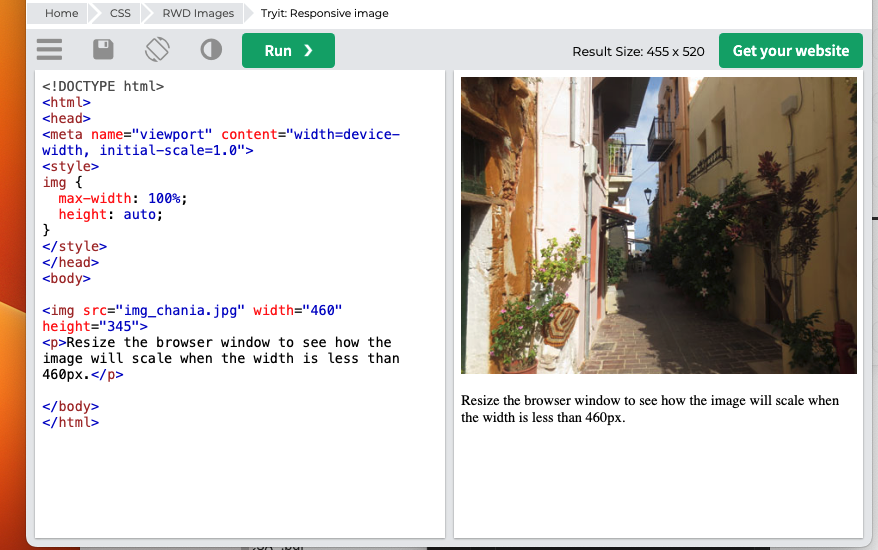 Home CSS RWD Images Tryit: Responsive image
Run ❯ Result Size: 455 x 520 Get your website
<!DOCTYPE html>
<html>
<head>
<meta name="viewport" content="width=device-
width, initial-scale=1.0">
<style>
img {
  max-width: 100%;
  height: auto;
}
</style>
</head>
<body>

<img src="img_chania.jpg" width="460"
height="345">
<p>Resize the browser window to see how the
image will scale when the width is less than
460px.</p>

</body>
</html>
Resize the browser window to see how the image will scale when
the width is less than 460px.